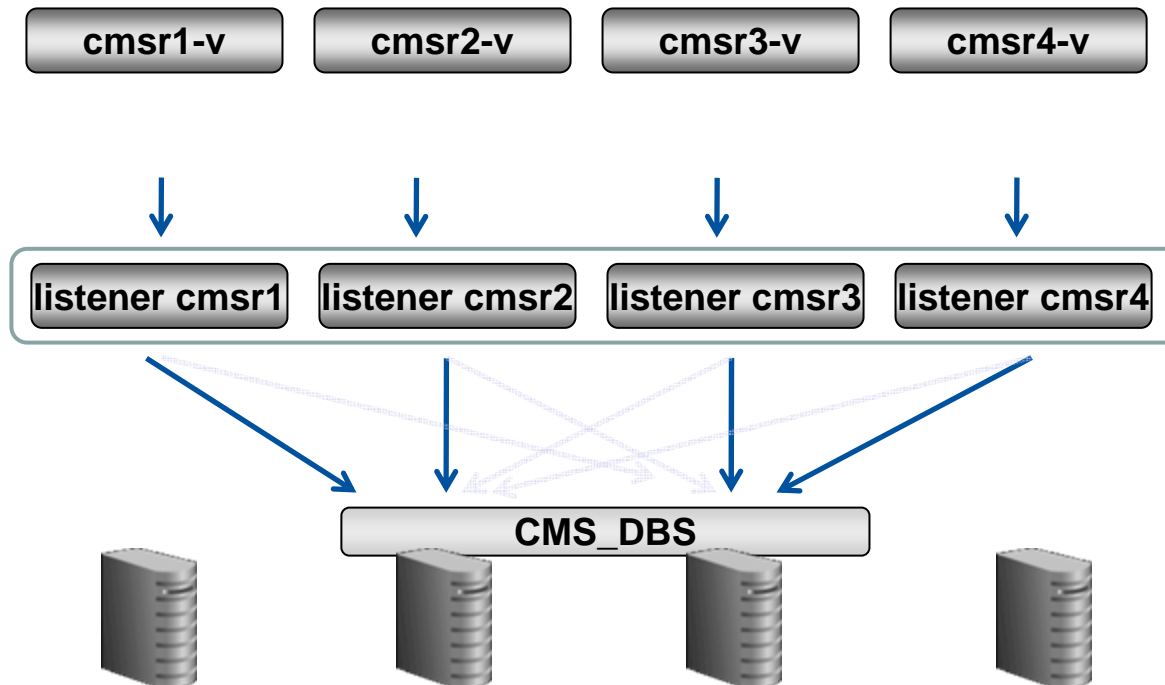 cmsr1-v
cmsr2-v
cmsr3-v
cmsr4-v
listener cmsr1
listener cmsr2
listener cmsr3
listener cmsr4
CMS_DBS